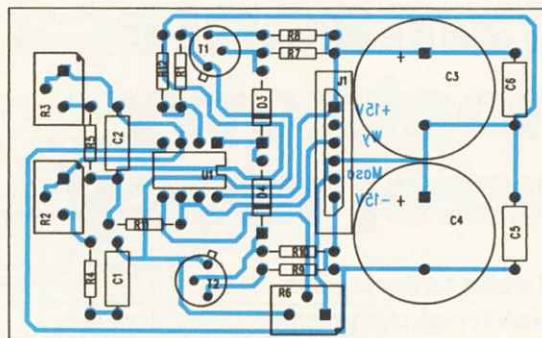 R8
R7
T1
R12
R1
J1
C3
C6
R3
R5
C2
D3
+15V
Wy
U1
Masa
-15V
D4
R2
R11
C4
C5
R10
R9
R4
C1
T2
R6
+
+